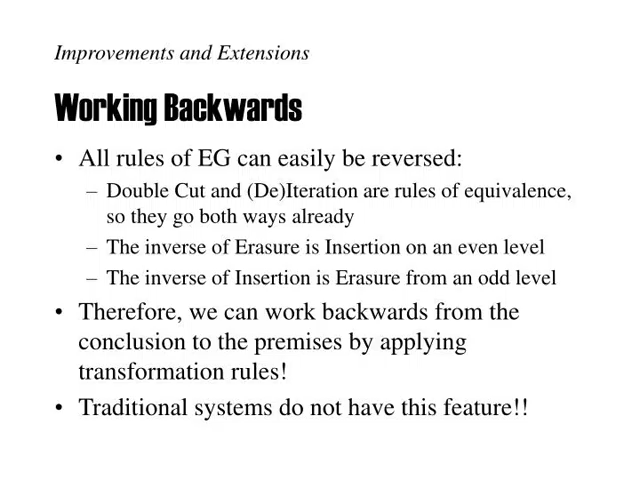 Improvements and Extensions
Working Backwards
• All rules of EG can easily be reversed:
– Double Cut and (De)Iteration are rules of equivalence,
so they go both ways already
– The inverse of Erasure is Insertion on an even level
– The inverse of Insertion is Erasure from an odd level
• Therefore, we can work backwards from the
conclusion to the premises by applying
transformation rules!
• Traditional systems do not have this feature!!